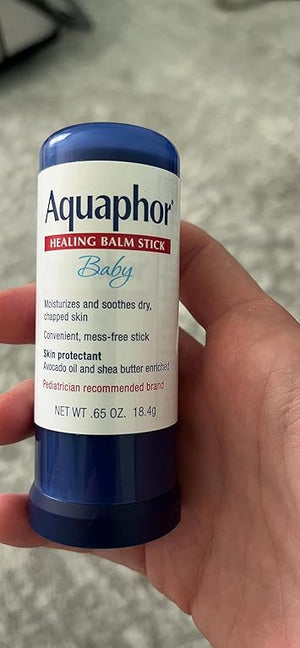 Aquaphor
HEALING BALM STICK
Baby
Moisturizes and soothes dry,
chapped skin
Convenient, mess-free stick
Skin protectant
Avocado oil and shea butter enriched
Pediatrician recommended brand
NET WT .65 OZ. 18.4g